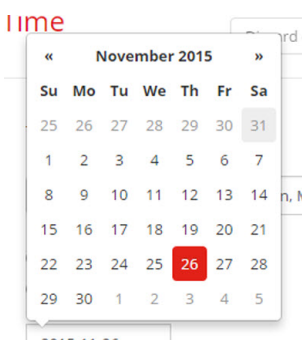 Time
Discard
« November 2015 »
Su Mo Tu We Th Fr Sa
25 26 27 28 29 30 31
1 2 3 4 5 6 7
8 9 10 11 12 13 14
15 16 17 18 19 20 21
22 23 24 25 26 27 28
29 30 1 2 3 4 5